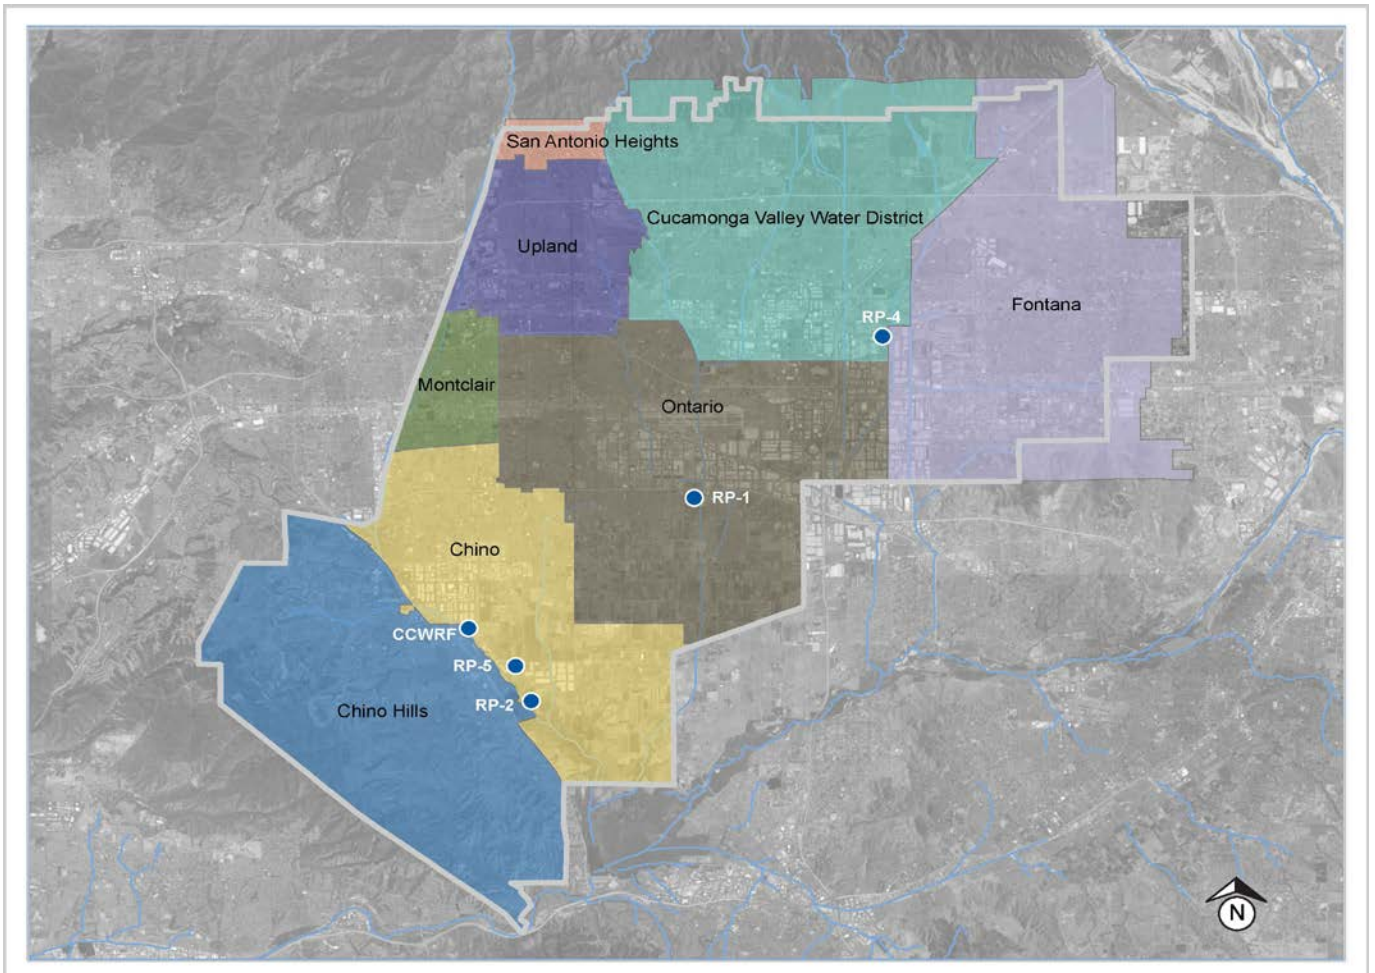 San Antonio Heights
Cucamonga Valley Water District
Upland
Fontana
RP-4
Montclair
Ontario
RP-1
Chino
CCWRF
RP-5
RP-2
Chino Hills
N